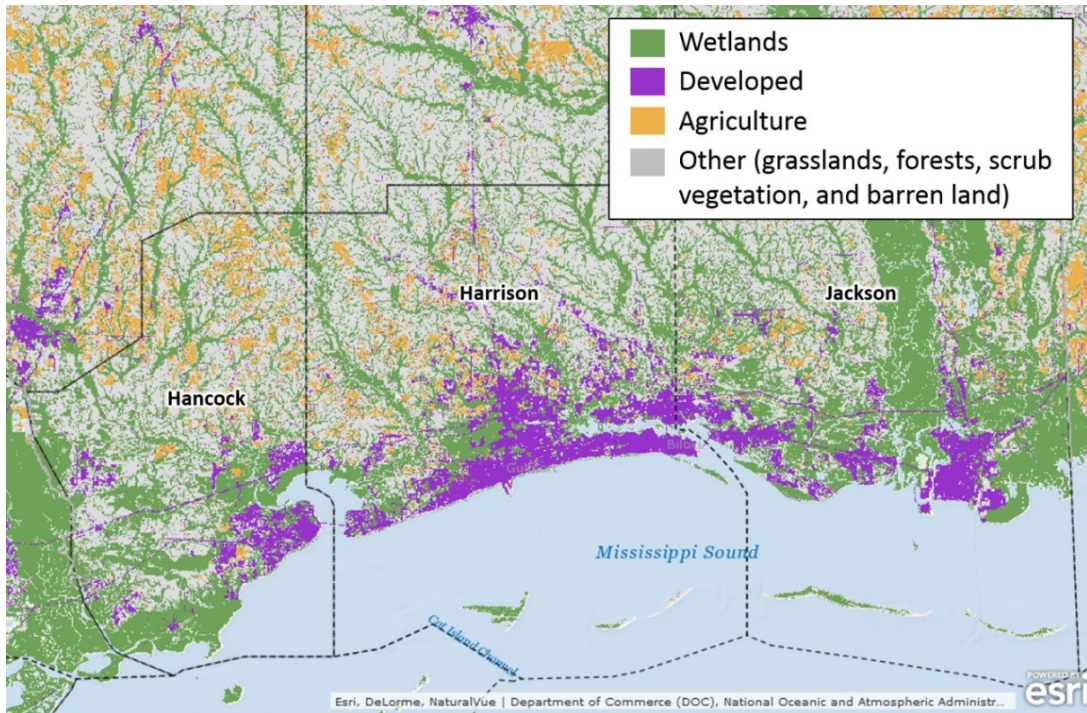 Wetlands
Developed
Agriculture
Other (grasslands, forests, scrub
vegetation, and barren land)
Harrison
Jackson
Hancock
Mississippi Sound
Cat Island Channel
POWERED BY
esri
Esri, DeLorme, NaturalVue | Department of Commerce (DOC), National Oceanic and Atmospheric Administr...